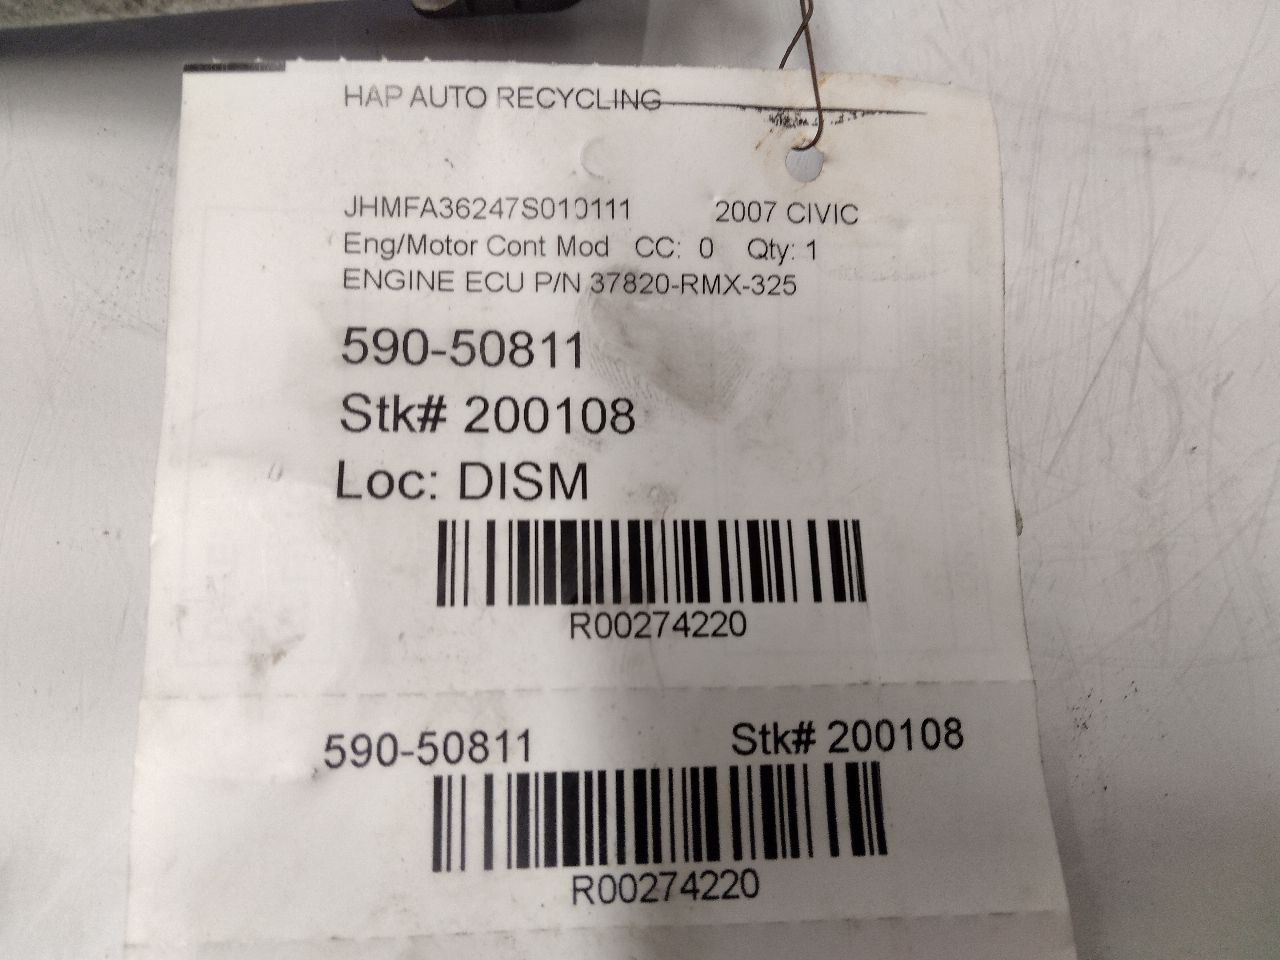 HAP AUTO RECYCLING
JHMFA36247S010111 2007 CIVIC
Eng/Motor Cont Mod CC: 0 Qty: 1
ENGINE ECU P/N 37820-RMX-325
590-50811
Stk# 200108
Loc: DISM
R00274220
590-50811 Stk# 200108
R00274220